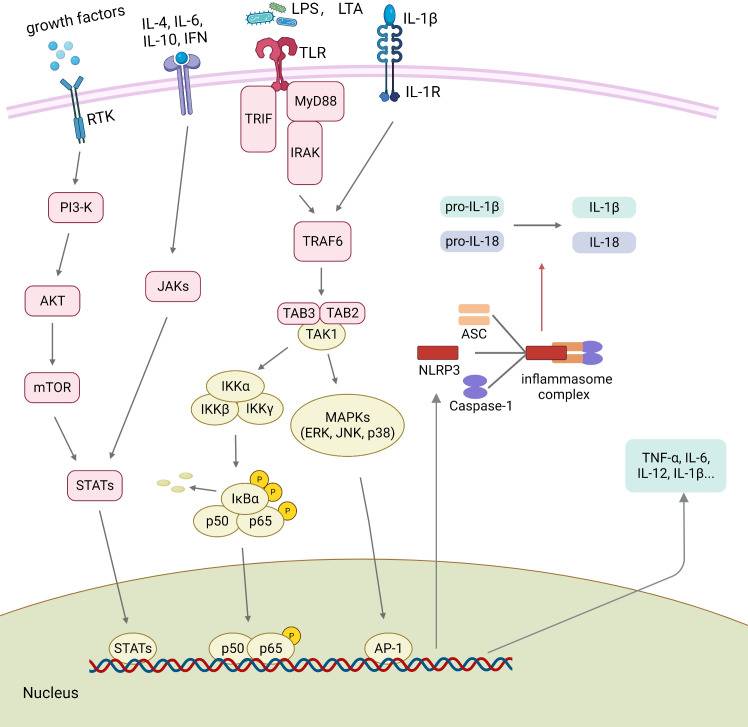 growth factors
IL-4, IL-6,
IL-10, IFN
LPS, LTA
IL-1β
TLR
RTK
IL-1R
TRIF
MyD88
IRAK
PI3-K
TRAF6
pro-IL-1β
IL-1β
pro-IL-18
IL-18
AKT
JAKs
TAB3
TAB2
TAK1
ASC
NLRP3
inflammasome
complex
Caspase-1
mTOR
IKKα
IKKβ
IKKγ
MAPKs
(ERK, JNK, p38)
TNF-α, IL-6,
IL-12, IL-1β...
STATs
P
P
IκBα
P
p50
p65
P
STATs
p50
p65
AP-1
Nucleus